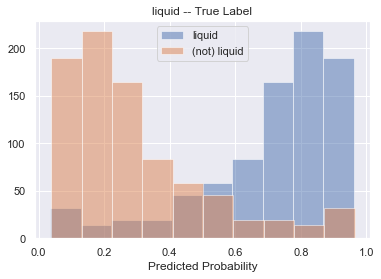 liquid -- True Label
liquid
(not) liquid
200
150
100
50
0
0.0 0.2 0.4 0.6 0.8 1.0
Predicted Probability